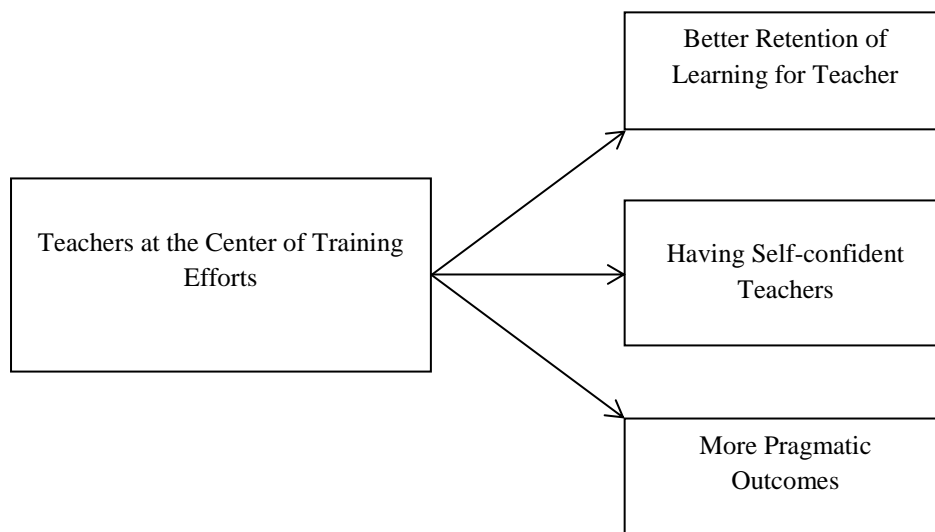 Better Retention of
Learning for Teacher
Teachers at the Center of Training
Efforts
Having Self-confident
Teachers
More Pragmatic
Outcomes